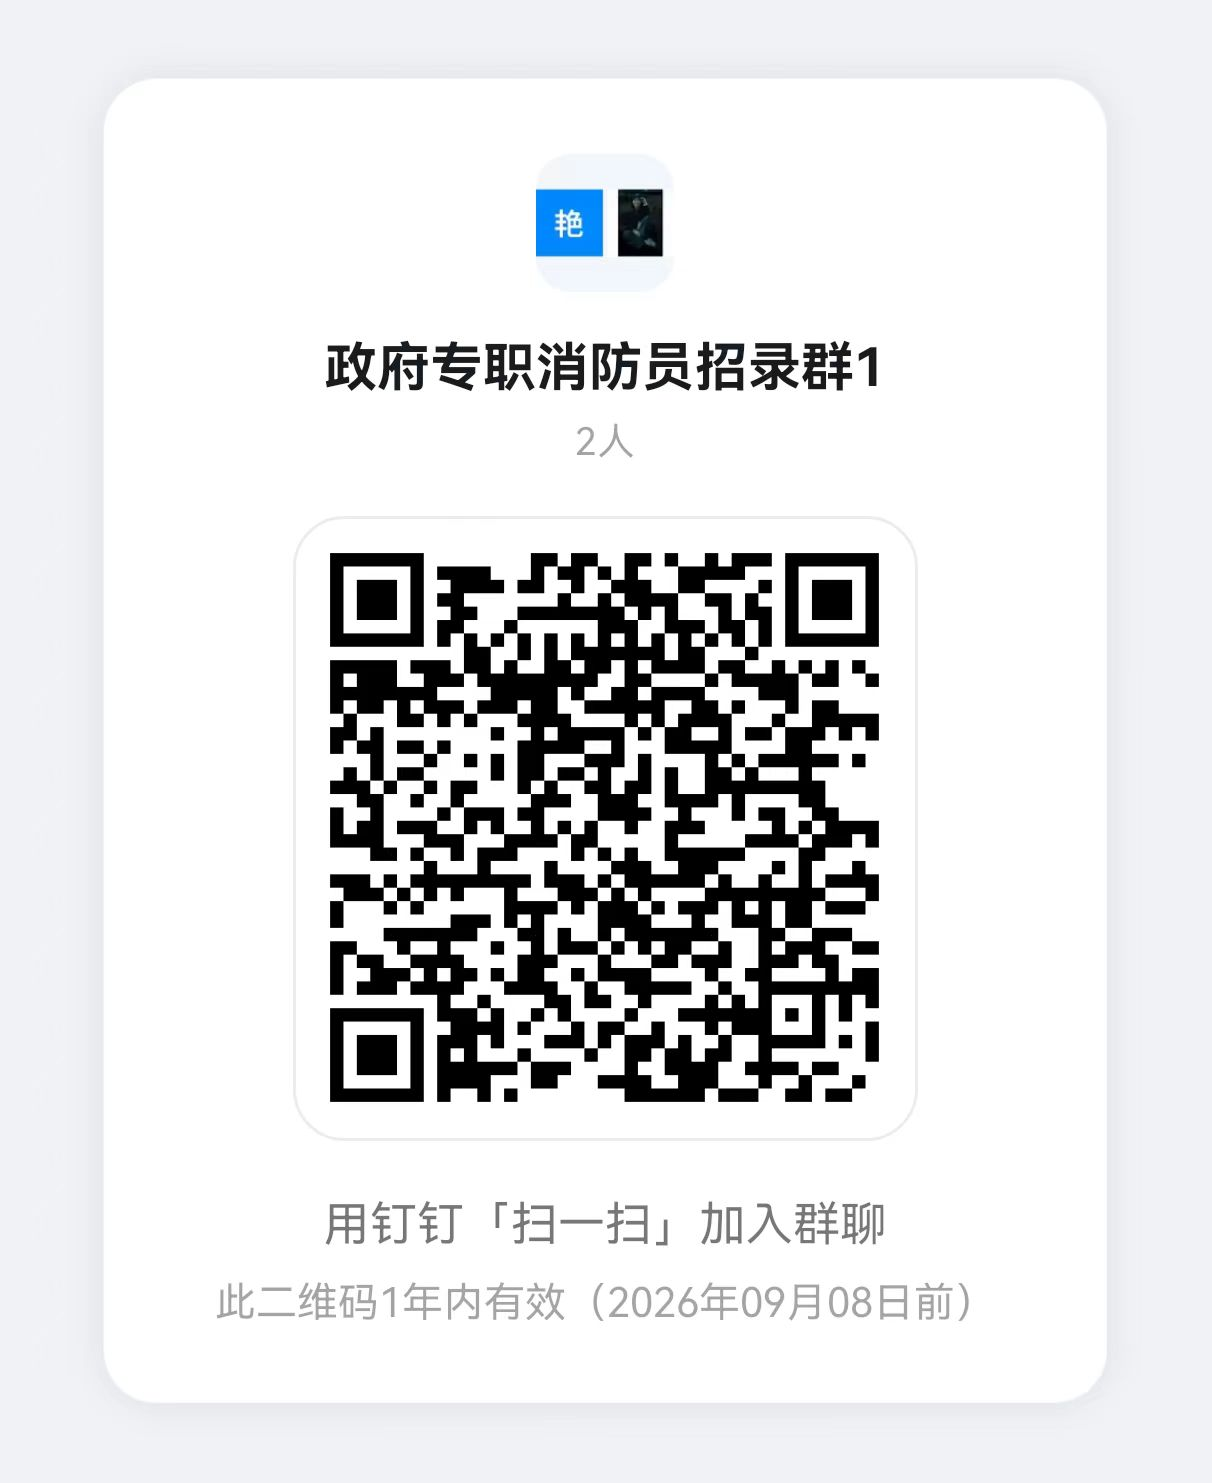 艳
政府专职消防员招录群1
2人
用钉钉「扫一扫」加入群聊
此二维码1年内有效（2026年09月08日前）